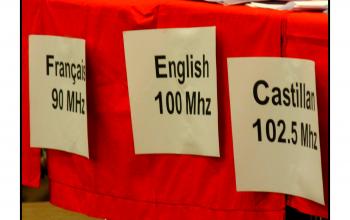 Français
90 MHz
English
100 Mhz
Castillan
102.5 Mhz